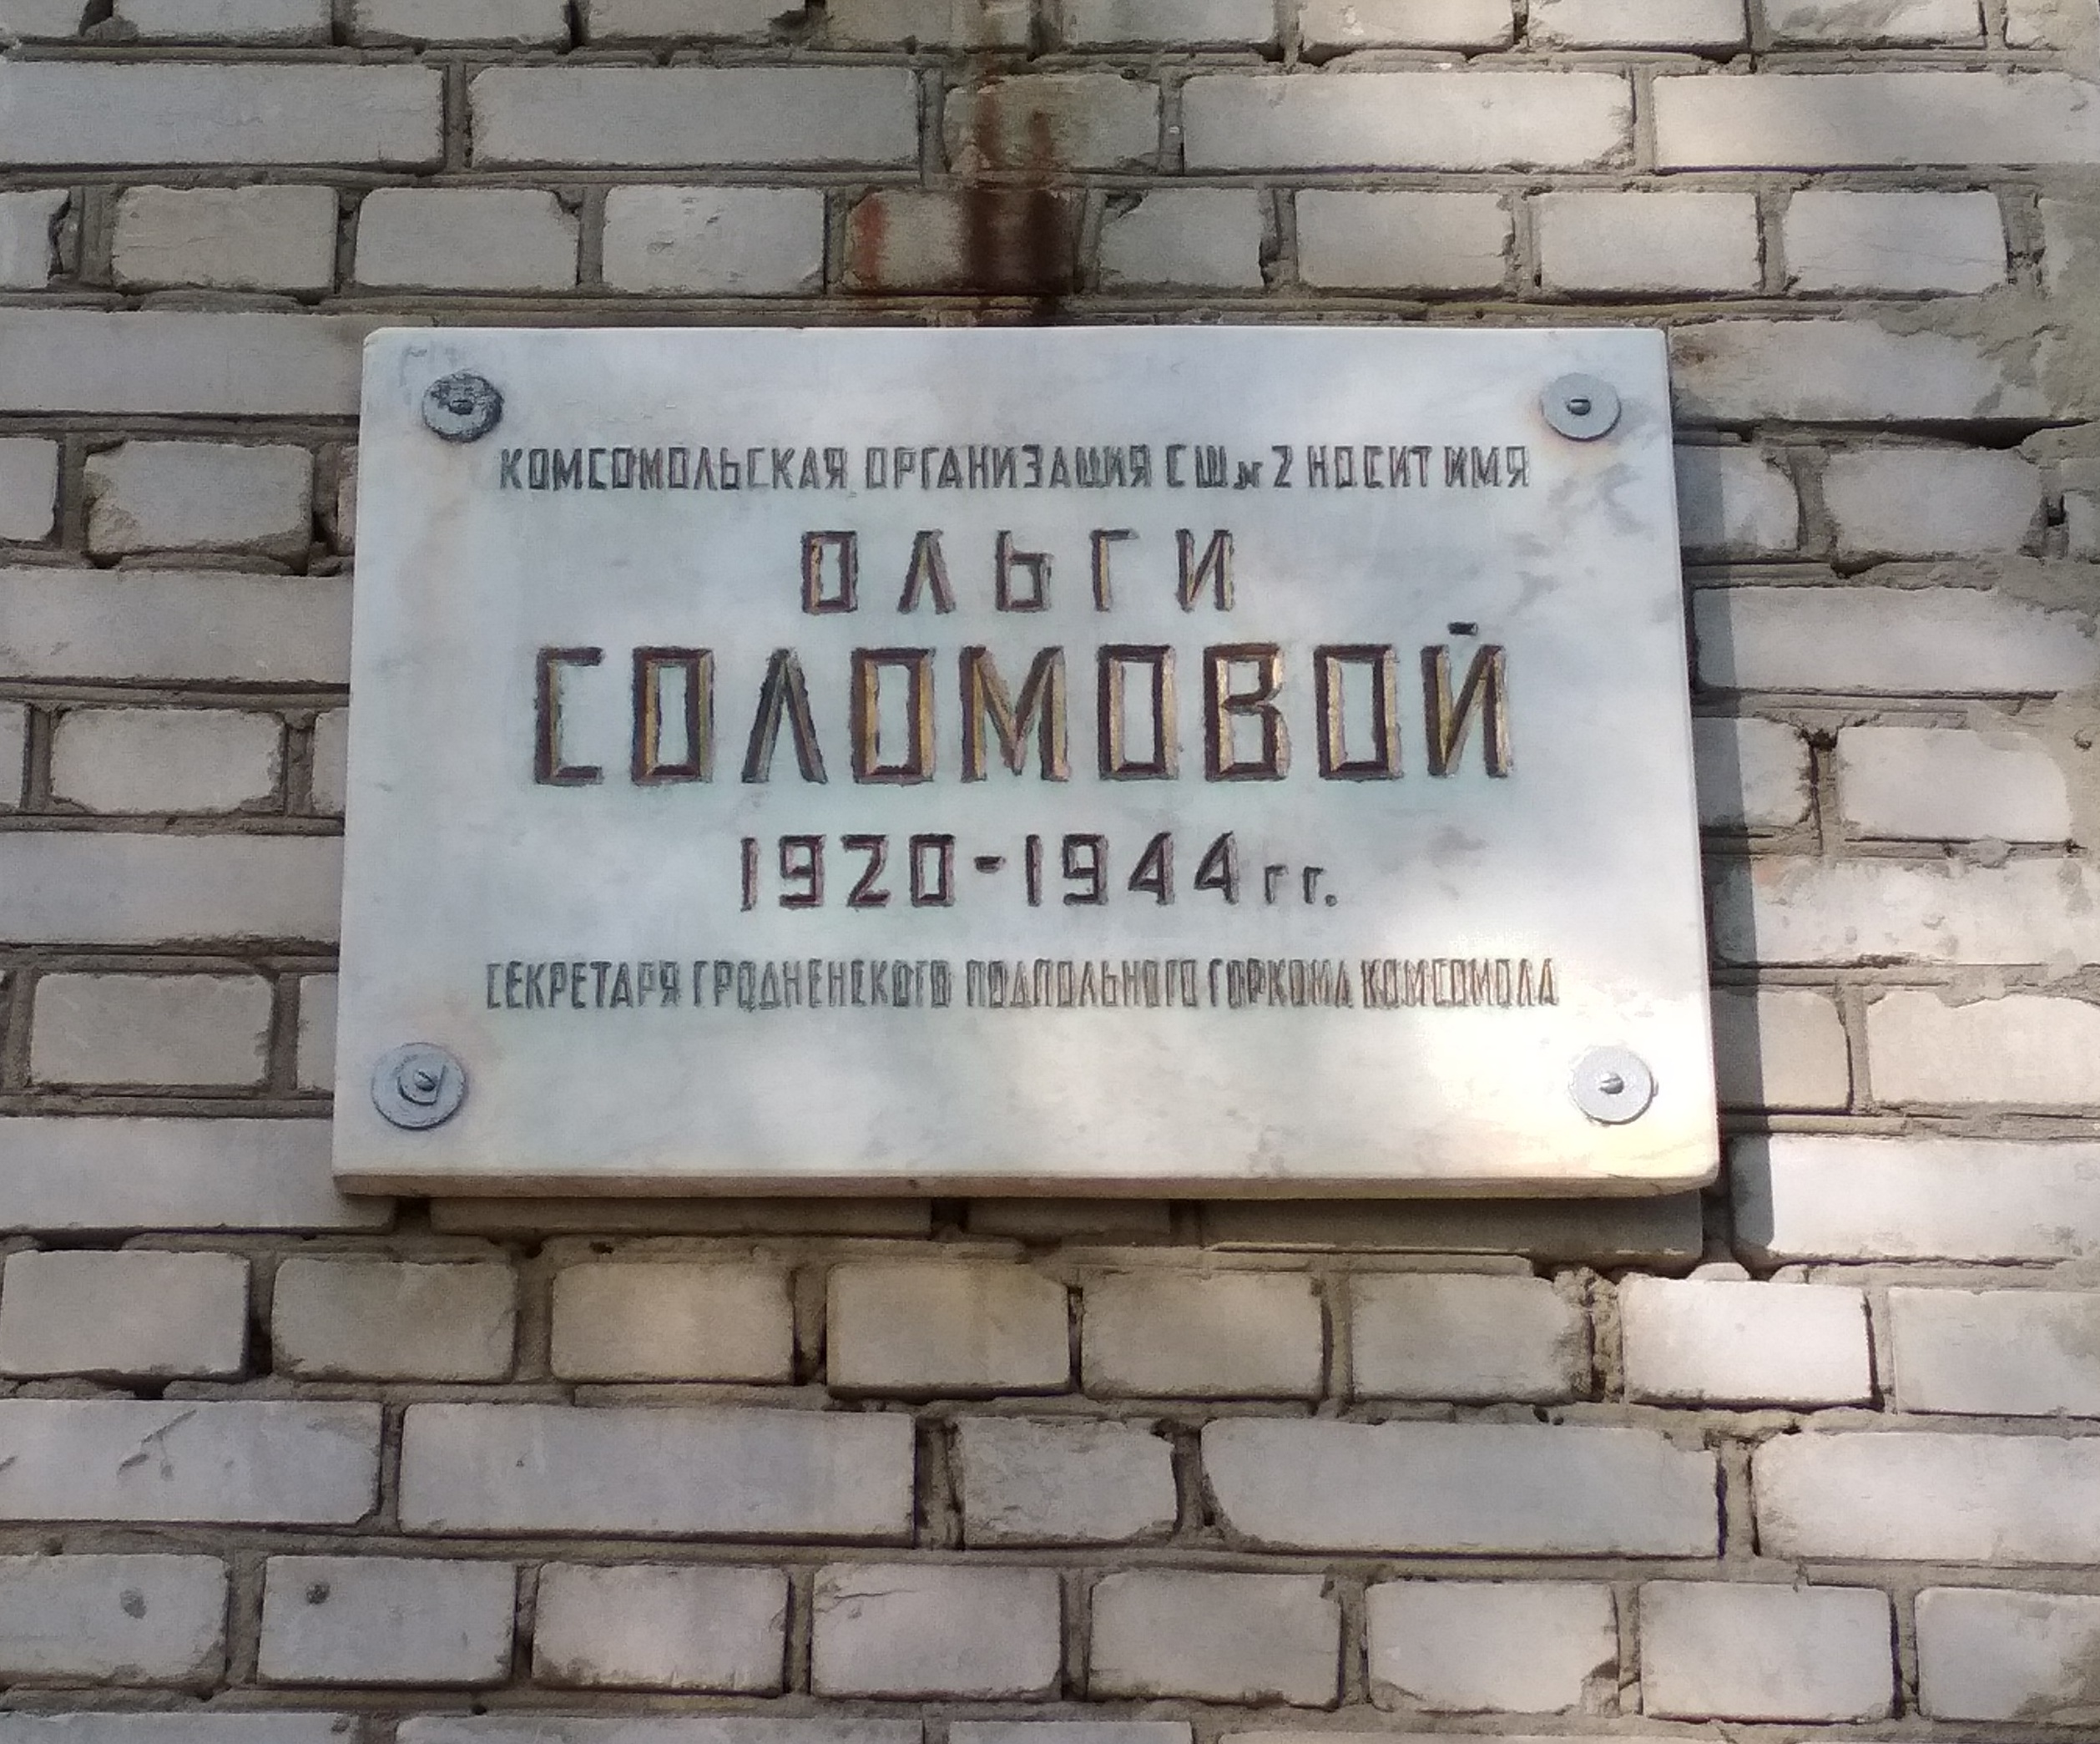 КОМСОМОЛЬСКАЯ ОРГАНИЗАЦИЯ СШ № 2 НОСИТ ИМЯ
ОЛЬГИ
СОЛОМОВОЙ
1920-1944 гг.
СЕКРЕТАРЯ ГРОДНЕНСКОГО ПОДПОЛЬНОГО ГОРКОМА КОМСОМОЛА